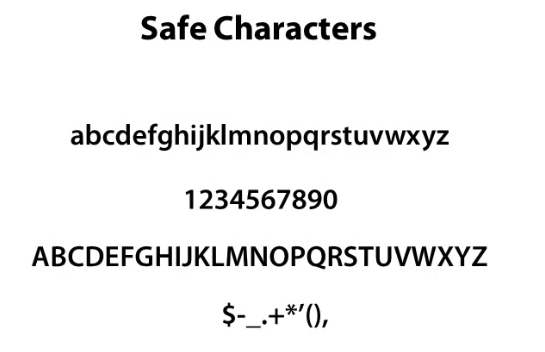 Safe Characters
abcdefghijklmnopqrstuvwxyz
1234567890
ABCDEFGHIJKLMNOPQRSTUVWXYZ
$-_.+*’(),